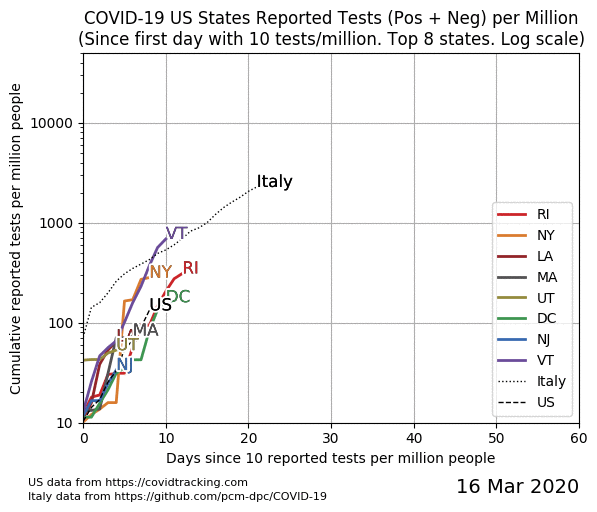 COVID-19 US States Reported Tests (Pos + Neg) per Million
(Since first day with 10 tests/million. Top 8 states. Log scale)
Cumulative reported tests per million people
10000
1000
100
10
Italy
VT
NY
RI
DC
US
MA
UT
NJ
RI
NY
LA
MA
UT
DC
NJ
VT
Italy
US
0 10 20 30 40 50 60
Days since 10 reported tests per million people
US data from https://covidtracking.com
Italy data from https://github.com/pcm-dpc/COVID-19
16 Mar 2020